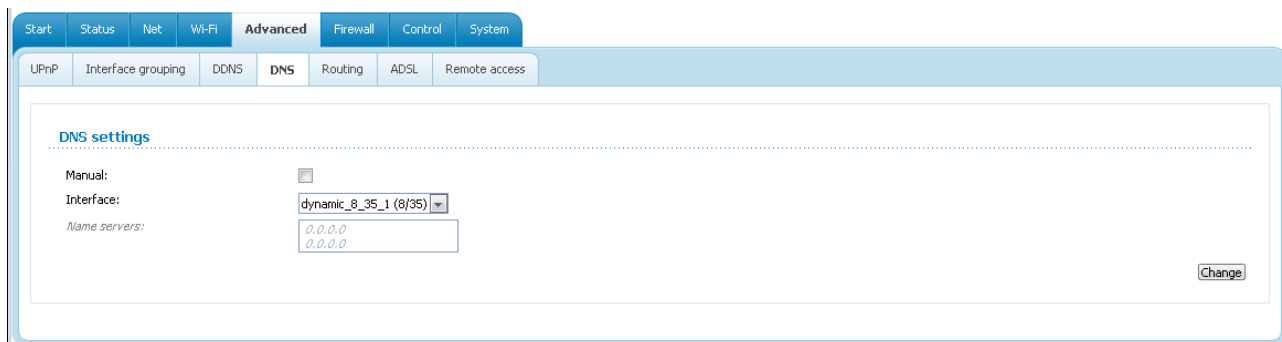 Start Status Net Wi-Fi Advanced Firewall Control System
UPnP Interface grouping DDNS DNS Routing ADSL Remote access
DNS settings
Manual:
Interface: dynamic_8_35_1 (8/35)
Name servers: 0.0.0.0
0.0.0.0
Change